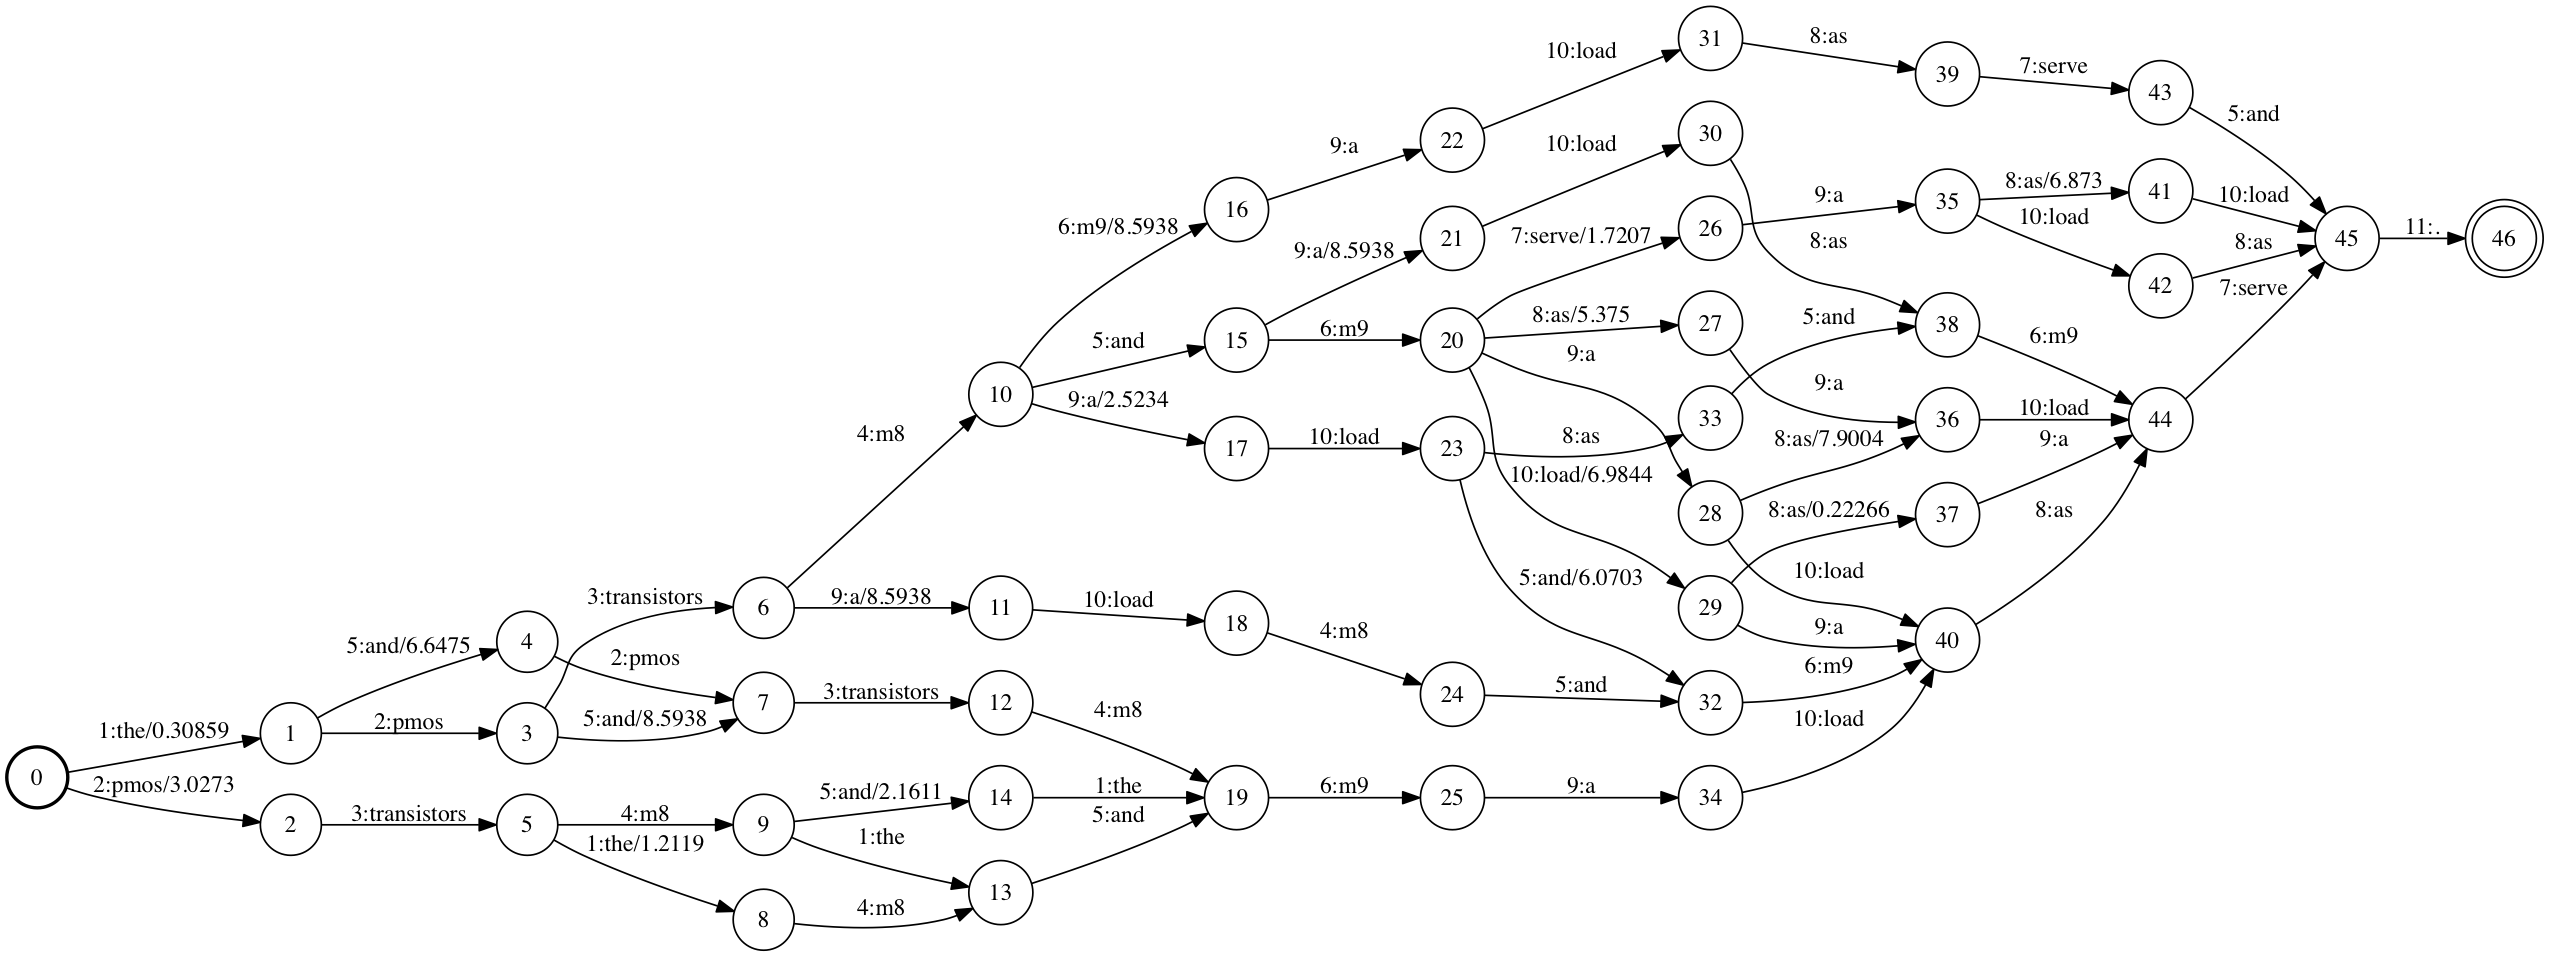 31
8:as
10:load
39
7:serve
43
5:and
30
22
10:load
9:a
8:as/6.873
41
10:load
16
9:a
35
10:load
6:m9/8.5938
21
7:serve/1.7207
26
8:as
8:as
45
11:.
46
9:a/8.5938
42
7:serve
8:as/5.375
27
5:and
38
6:m9
5:and
15
6:m9
20
9:a
10
9:a/2.5234
9:a
10:load
33
36
44
4:m8
17
10:load
23
8:as
8:as/7.9004
9:a
10:load/6.9844
28
8:as/0.22266
37
8:as
10:load
5:and/6.0703
3:transistors
6
9:a/8.5938
11
10:load
29
9:a
18
4:m8
40
5:and/6.6475
4
2:pmos
6:m9
24
5:and
32
7
3:transistors
12
4:m8
10:load
1:the/0.30859
1
2:pmos
3
5:and/8.5938
0
2:pmos/3.0273
5:and/2.1611
14
1:the
19
6:m9
25
9:a
34
2
3:transistors
5
4:m8
9
5:and
1:the/1.2119
1:the
13
8
4:m8